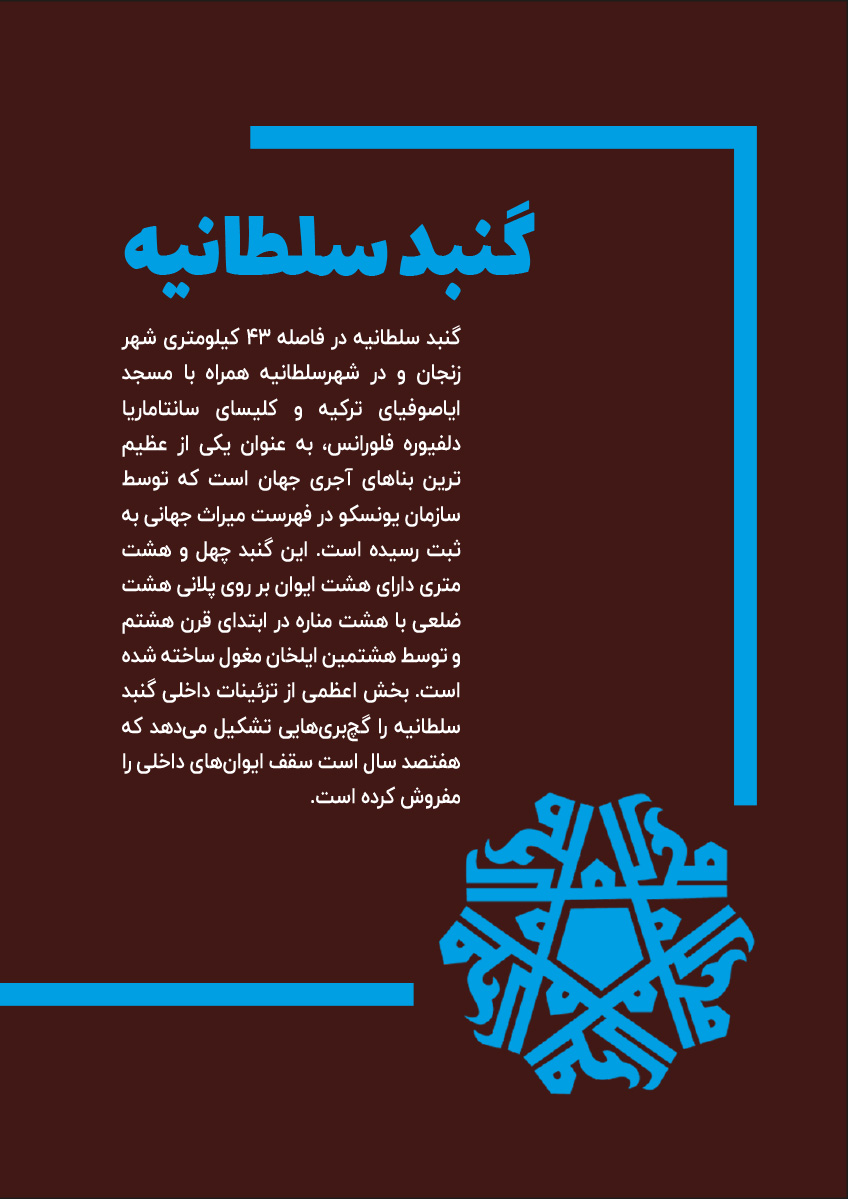 گنبد سلطانیه
گنبد سلطانیه در فاصله ۴۳ کیلومتری شهر
زنجان و در شهرسلطانیه همراه با مسجد
ایاصوفیای ترکیه و کلیسای سانتاماریا
دلفیوره فلورانس، به عنوان یکی از عظیم
ترین بناهای آجری جهان است که توسط
سازمان یونسکو در فهرست میراث جهانی به
ثبت رسیده است. این گنبد چهل و هشت
متری دارای هشت ایوان بر روی پلانی هشت
ضلعی با هشت مناره در ابتدای قرن هشتم
و توسط هشتمین ایلخان مغول ساخته شده
است. بخش اعظمی از تزئینات داخلی گنبد
سلطانیه را گچ‌بری‌هایی تشکیل می‌دهد که
هفتصد سال است سقف ایوان‌های داخلی را
مفروش کرده است.